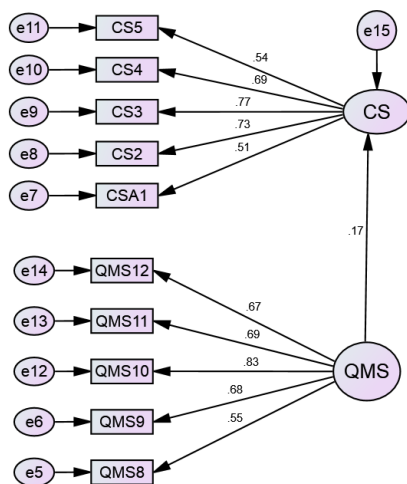 e11 CS5 .54 e15
e10 CS4 .69
e9 CS3 .77 CS
e8 CS2 .73
e7 CSA1 .51
.17
e14 QMS12 .67
e13 QMS11 .69
e12 QMS10 .83 QMS
e6 QMS9 .68
e5 QMS8 .55